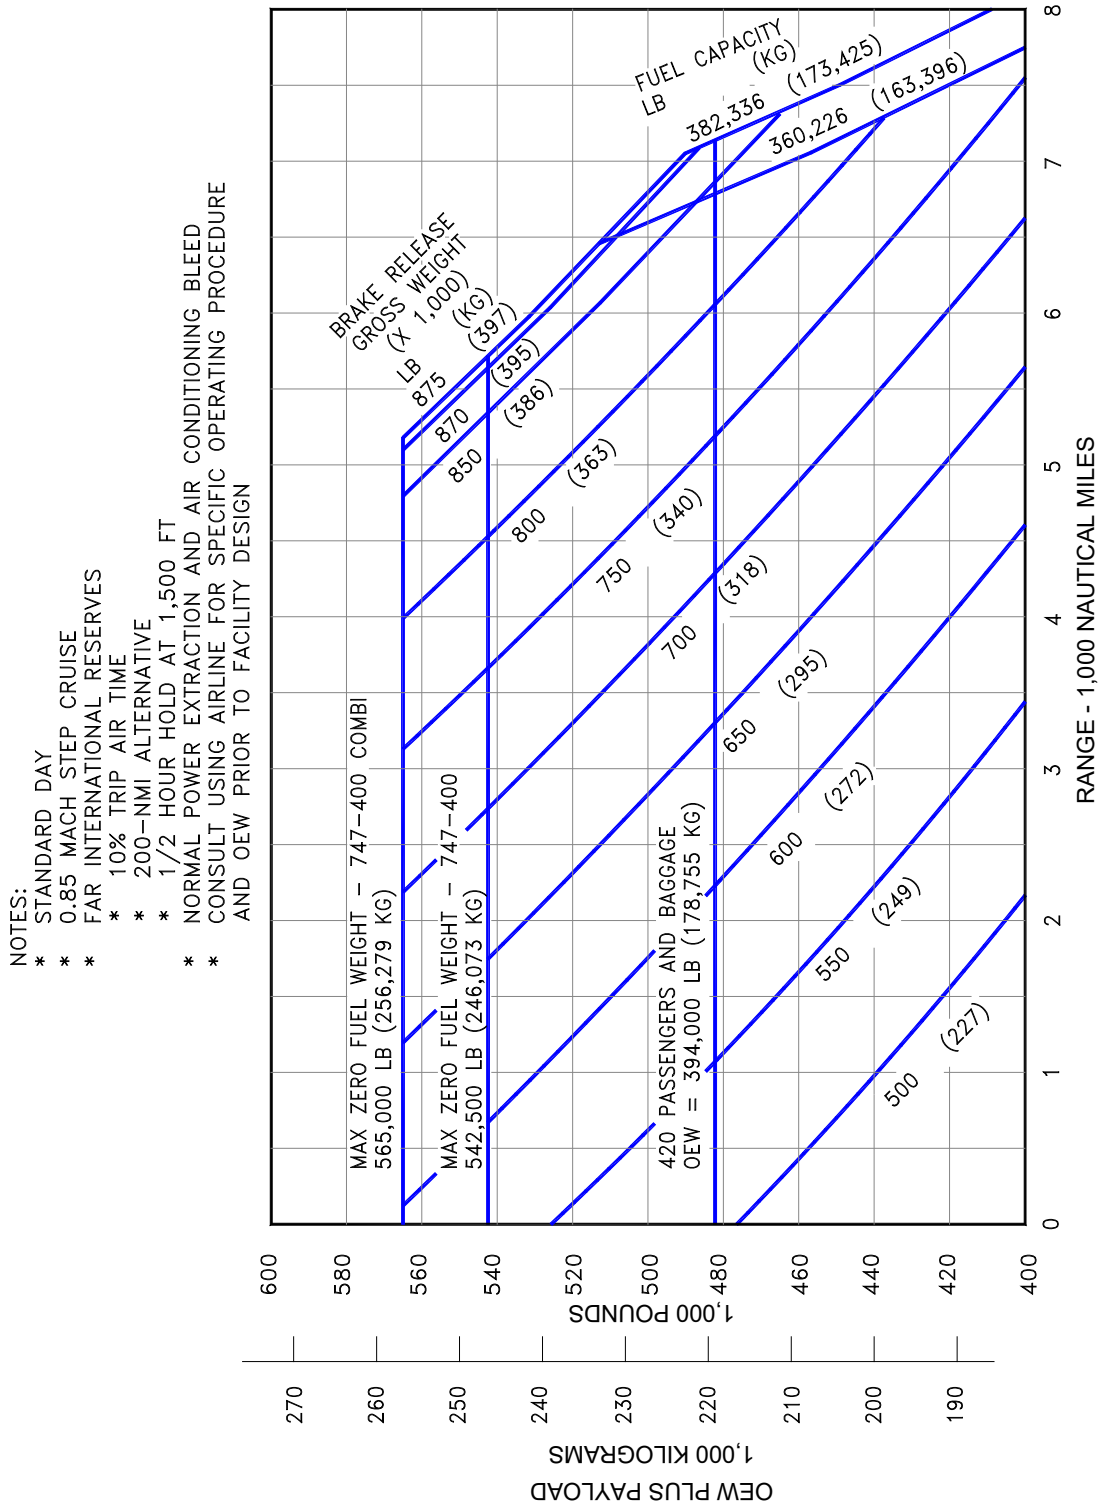 NOTES:
* STANDARD DAY
* 0.85 MACH STEP CRUISE
* FAR INTERNATIONAL RESERVES
* 10% TRIP AIR TIME
* 200-NMI ALTERNATIVE
* 1/2 HOUR HOLD AT 1,500 FT
* NORMAL POWER EXTRACTION AND AIR CONDITIONING BLEED
* CONSULT USING AIRLINE FOR SPECIFIC OPERATING PROCEDURE
AND OEW PRIOR TO FACILITY DESIGN
OEW PLUS PAYLOAD
1,000 KILOGRAMS
270
260
250
240
230
220
210
200
190
1,000 POUNDS
600
580
560
540
520
500
480
460
440
420
400
MAX ZERO FUEL WEIGHT - 747-400 COMBI
565,000 LB (256,279 KG)
MAX ZERO FUEL WEIGHT - 747-400
542,500 LB (246,073 KG)
420 PASSENGERS AND BAGGAGE
OEW = 394,000 LB (178,755 KG)
BRAKE RELEASE
GROSS WEIGHT
(X 1,000)
LB (KG)
875 (397)
870 (395)
850 (386)
800 (363)
750 (340)
700 (318)
650 (295)
600 (272)
550 (249)
500 (227)
FUEL CAPACITY
LB (KG)
382,336 (173,425)
360,226 (163,396)
0 1 2 3 4 5 6 7 8
RANGE - 1,000 NAUTICAL MILES